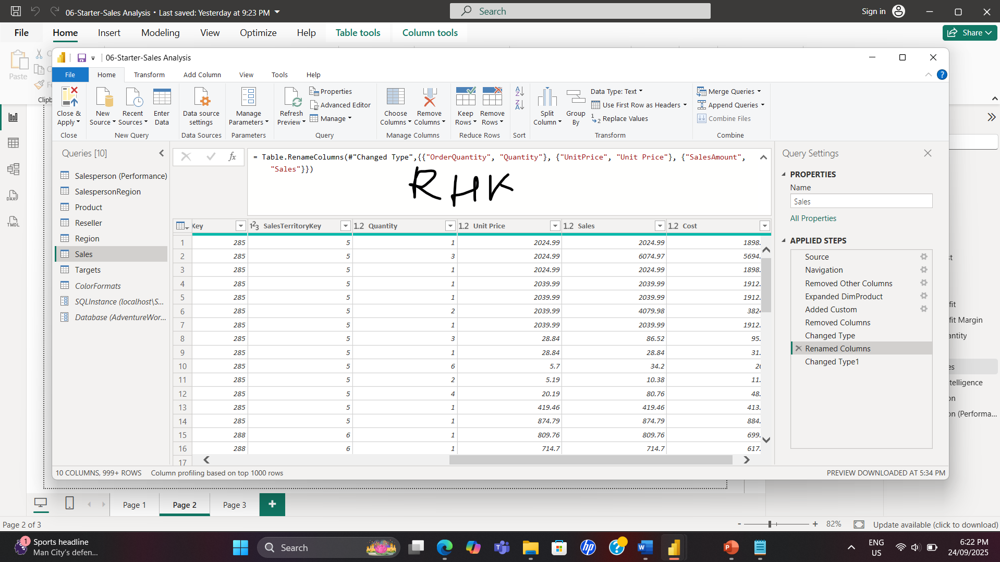 06-Starter-Sales Analysis • Last saved: Yesterday at 9:23 PM
Search
Sign in
File Home Insert Modeling View Optimize Help Table tools Column tools
Share
Paste
06-Starter-Sales Analysis
File Home Transform Add Column View Tools Help
Close & Apply
New Source
Recent Sources
Enter Data
Data source settings
Manage Parameters
Refresh Preview
Properties
Advanced Editor
Manage
Choose Columns
Remove Columns
Keep Rows
Remove Rows
Split Column
Group By
Data Type: Text
Use First Row as Headers
Replace Values
Merge Queries
Append Queries
Combine Files
Close New Query Data Sources Parameters Query Manage Columns Reduce Rows Sort Transform Combine
Queries [10]
Salesperson (Performance)
SalespersonRegion
Product
Reseller
Region
Sales
Targets
ColorFormats
SQLInstance (localhost\S...
Database (AdventureWor...
= Table.RenameColumns(#"Changed Type",{{"OrderQuantity", "Quantity"}, {"UnitPrice", "Unit Price"}, {"SalesAmount",
"Sales"}})
RHK
Key 123 SalesTerritoryKey 1.2 Quantity 1.2 Unit Price 1.2 Sales 1.2 Cost
1 285 5 1 2024.99 2024.99 1898.
2 285 5 3 2024.99 6074.97 5694.
3 285 5 1 2024.99 2024.99 1898.
4 285 5 1 2039.99 2039.99 1912.
5 285 5 1 2039.99 2039.99 1912.
6 285 5 2 2039.99 4079.98 382
7 285 5 1 2039.99 2039.99 1912.
8 285 5 3 28.84 86.52 95.
9 285 5 1 28.84 28.84 31.
10 285 5 6 5.7 34.2 2
11 285 5 2 5.19 10.38 11.
12 285 5 4 20.19 80.76 48.
13 285 5 1 419.46 419.46 413.
14 285 5 1 874.79 874.79 884.
15 288 6 1 809.76 809.76 699.
16 288 6 1 714.7 714.7 617.
17
Query Settings
PROPERTIES
Name
Sales
All Properties
APPLIED STEPS
Source
Navigation
Removed Other Columns
Expanded DimProduct
Added Custom
Removed Columns
Changed Type
Renamed Columns
Changed Type1
10 COLUMNS, 999+ ROWS Column profiling based on top 1000 rows
PREVIEW DOWNLOADED AT 5:34 PM
Page 1 Page 2 Page 3
Page 2 of 3
82%
Update available (click to download)
Sports headline
Man City's defen...
Search
ENG
US
6:22 PM
24/09/2025